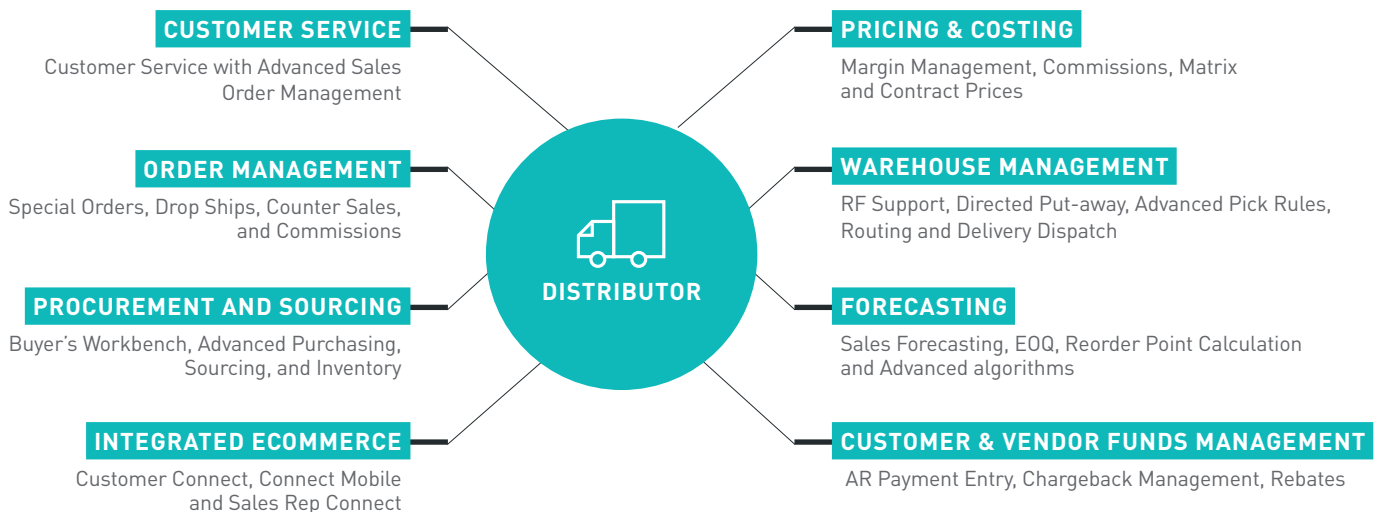 CUSTOMER SERVICE
Customer Service with Advanced Sales
Order Management
ORDER MANAGEMENT
Special Orders, Drop Ships, Counter Sales,
and Commissions
PROCUREMENT AND SOURCING
Buyer's Workbench, Advanced Purchasing,
Sourcing, and Inventory
INTEGRATED ECOMMERCE
Customer Connect, Connect Mobile
and Sales Rep Connect
DISTRIBUTOR
PRICING & COSTING
Margin Management, Commissions, Matrix
and Contract Prices
WAREHOUSE MANAGEMENT
RF Support, Directed Put-away, Advanced Pick Rules,
Routing and Delivery Dispatch
FORECASTING
Sales Forecasting, EOQ, Reorder Point Calculation
and Advanced algorithms
CUSTOMER & VENDOR FUNDS MANAGEMENT
AR Payment Entry, Chargeback Management, Rebates